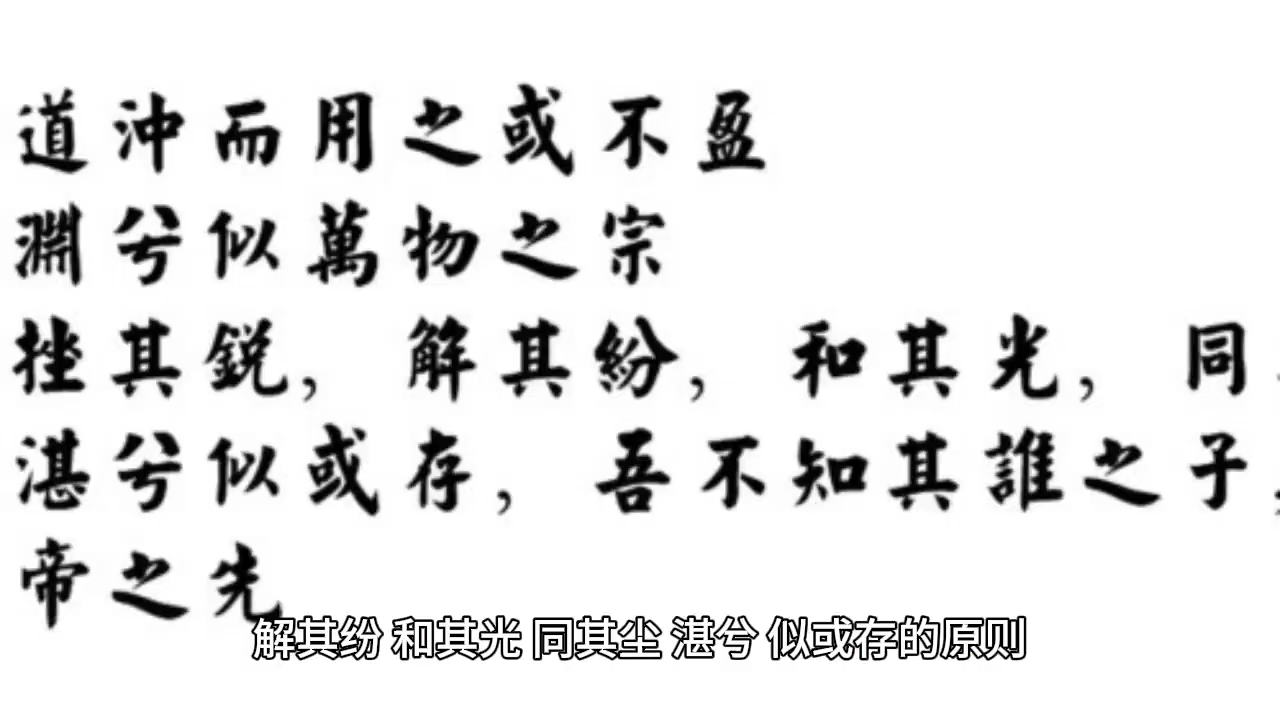 道沖而用之或不盈
淵兮似萬物之宗
挫其鋭，解其紛，和其光，同
湛兮似或存，吾不知其誰之子
帝之先
解其纷 和其光 同其尘 湛兮 似或存的原则